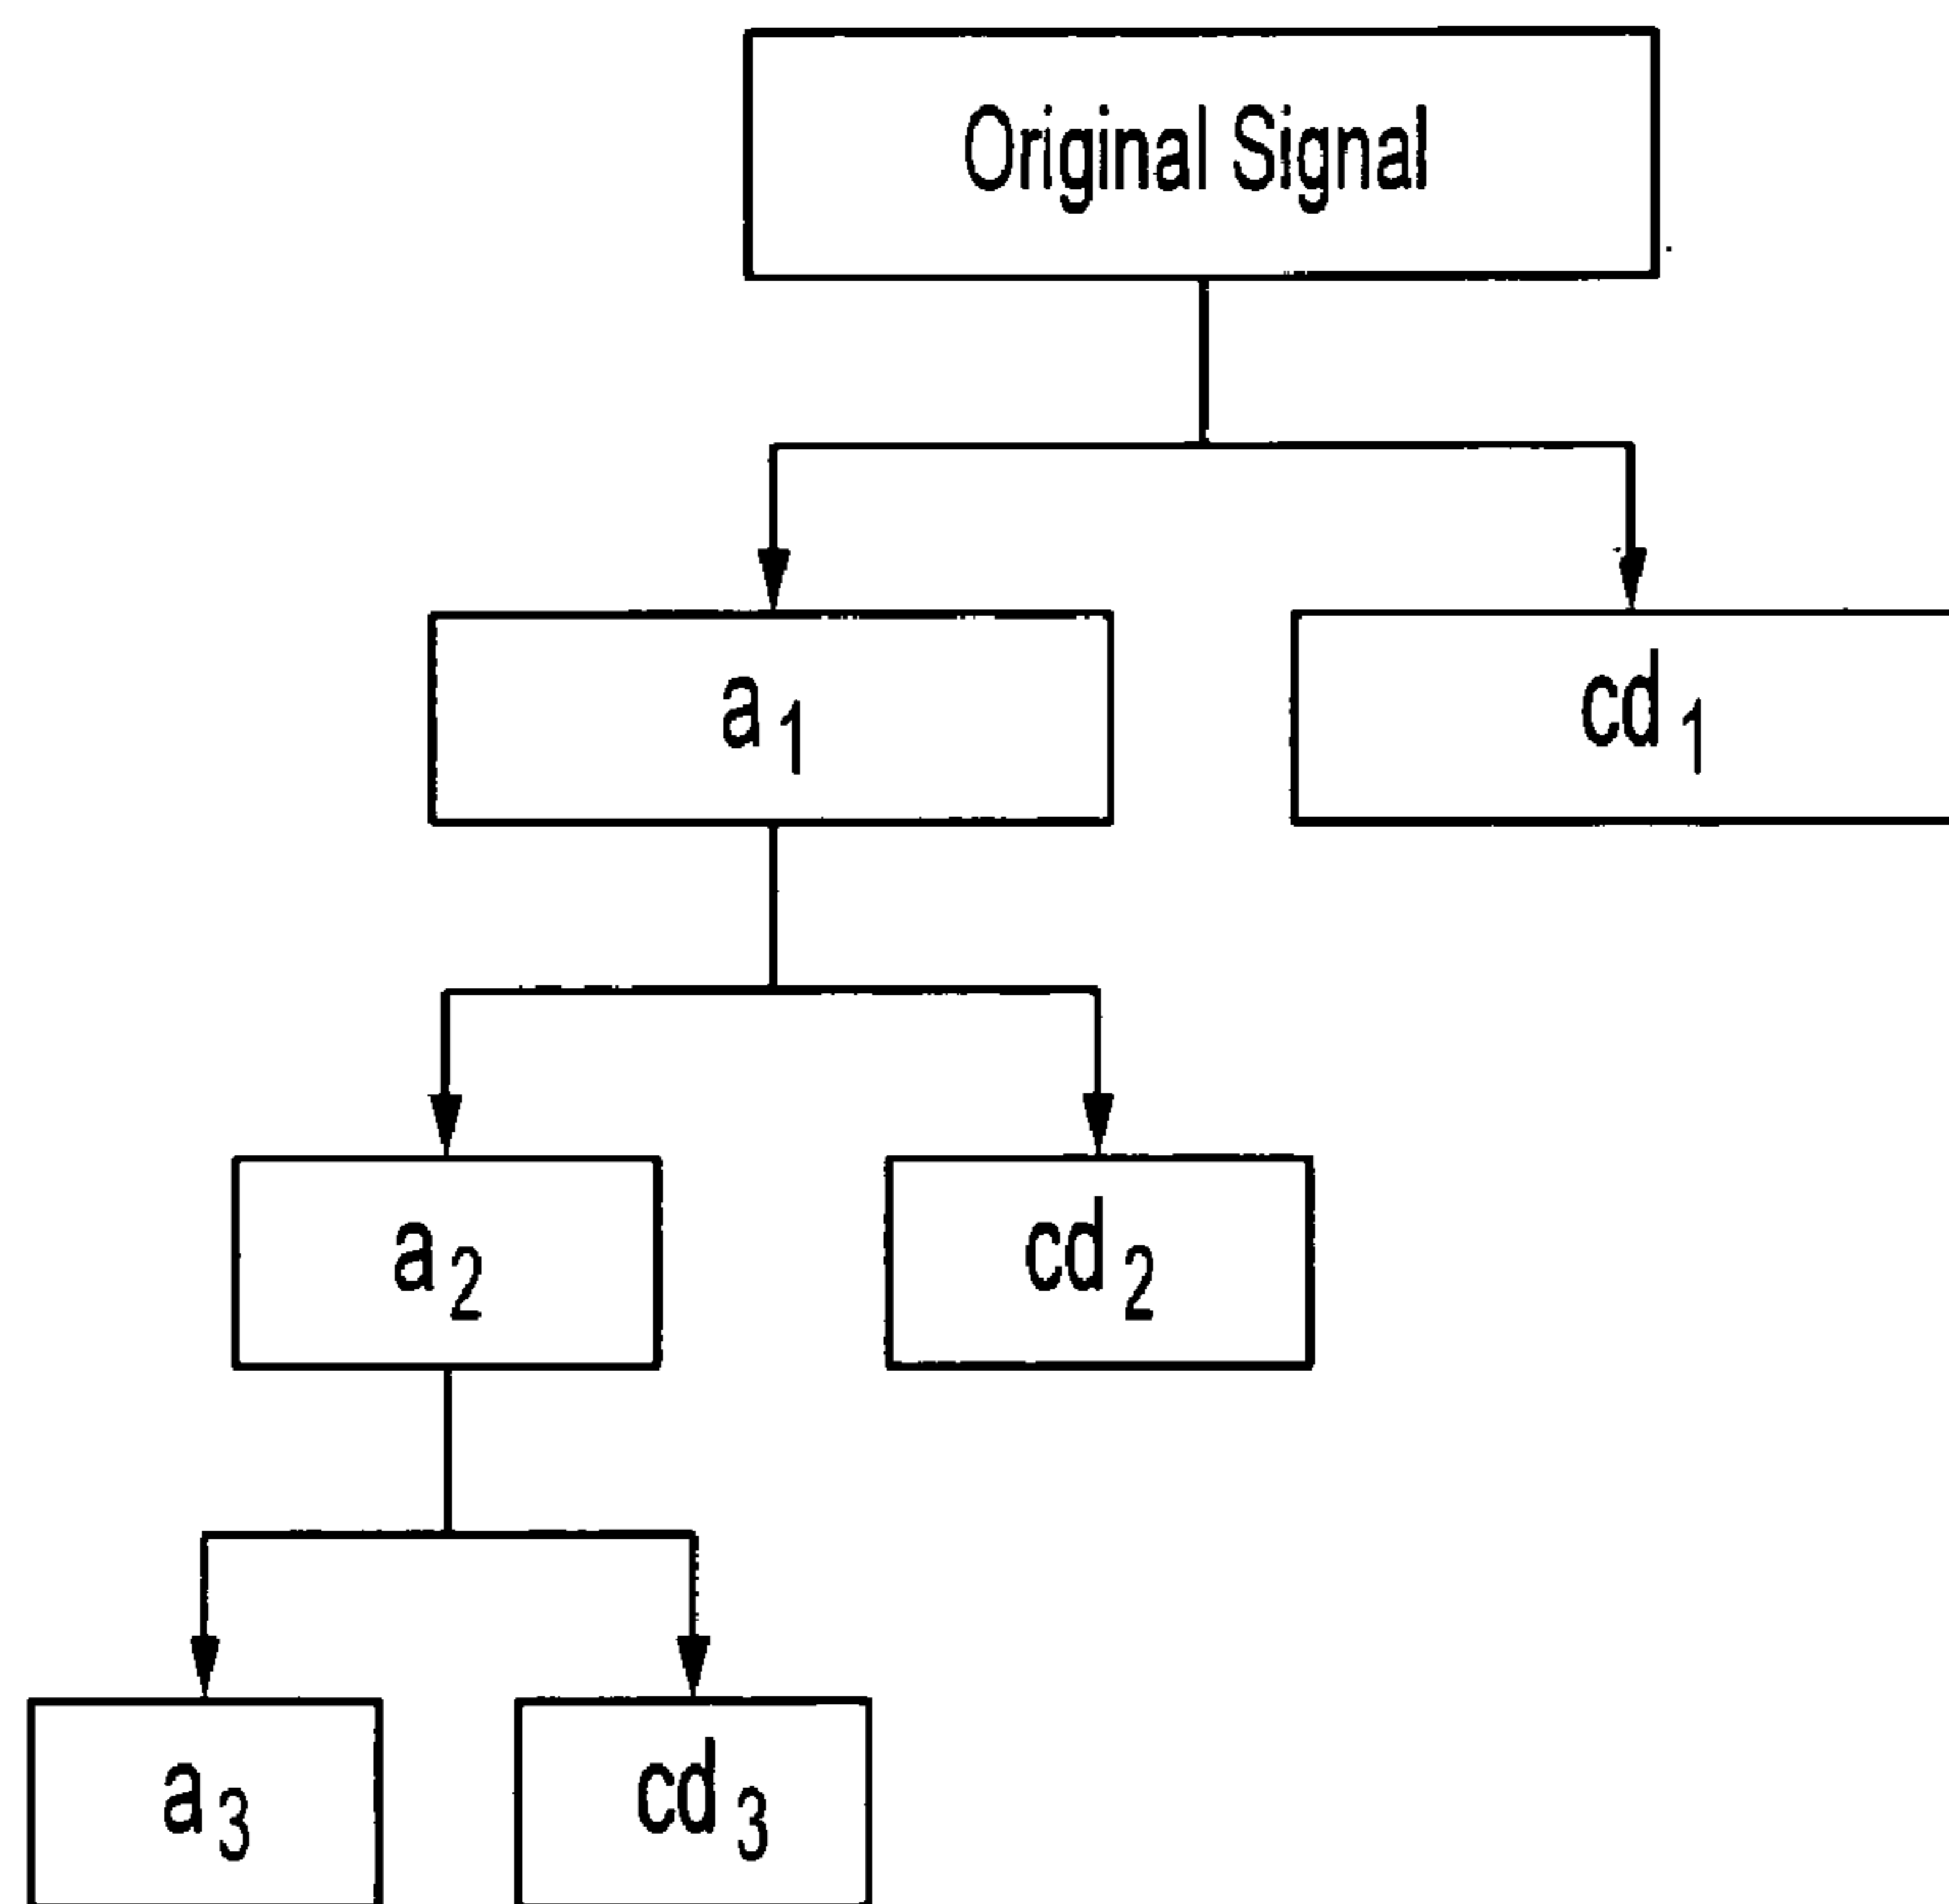 Original Signal
a₁
cd₁
a₂
cd₂
a₃
cd₃